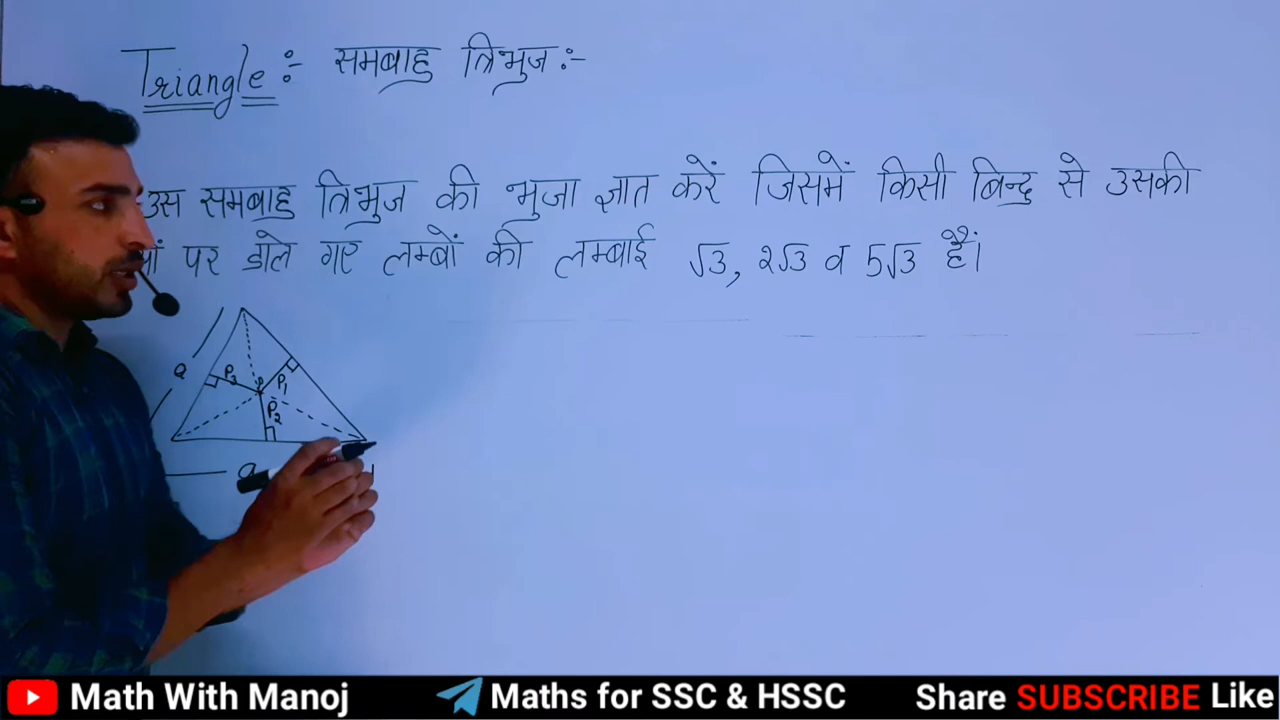 Triangle :- समबाहु त्रिभुज :-
उस समबाहु त्रिभुज की भुजा ज्ञात करें जिसमें किसी बिन्दु से उसकी
पर डाले गए लम्बों की लम्बाई √3, 2√3 व 5√3 हैं।
a
P3
P
P1
P2
a
Math With Manoj
Maths for SSC & HSSC
Share SUBSCRIBE Like